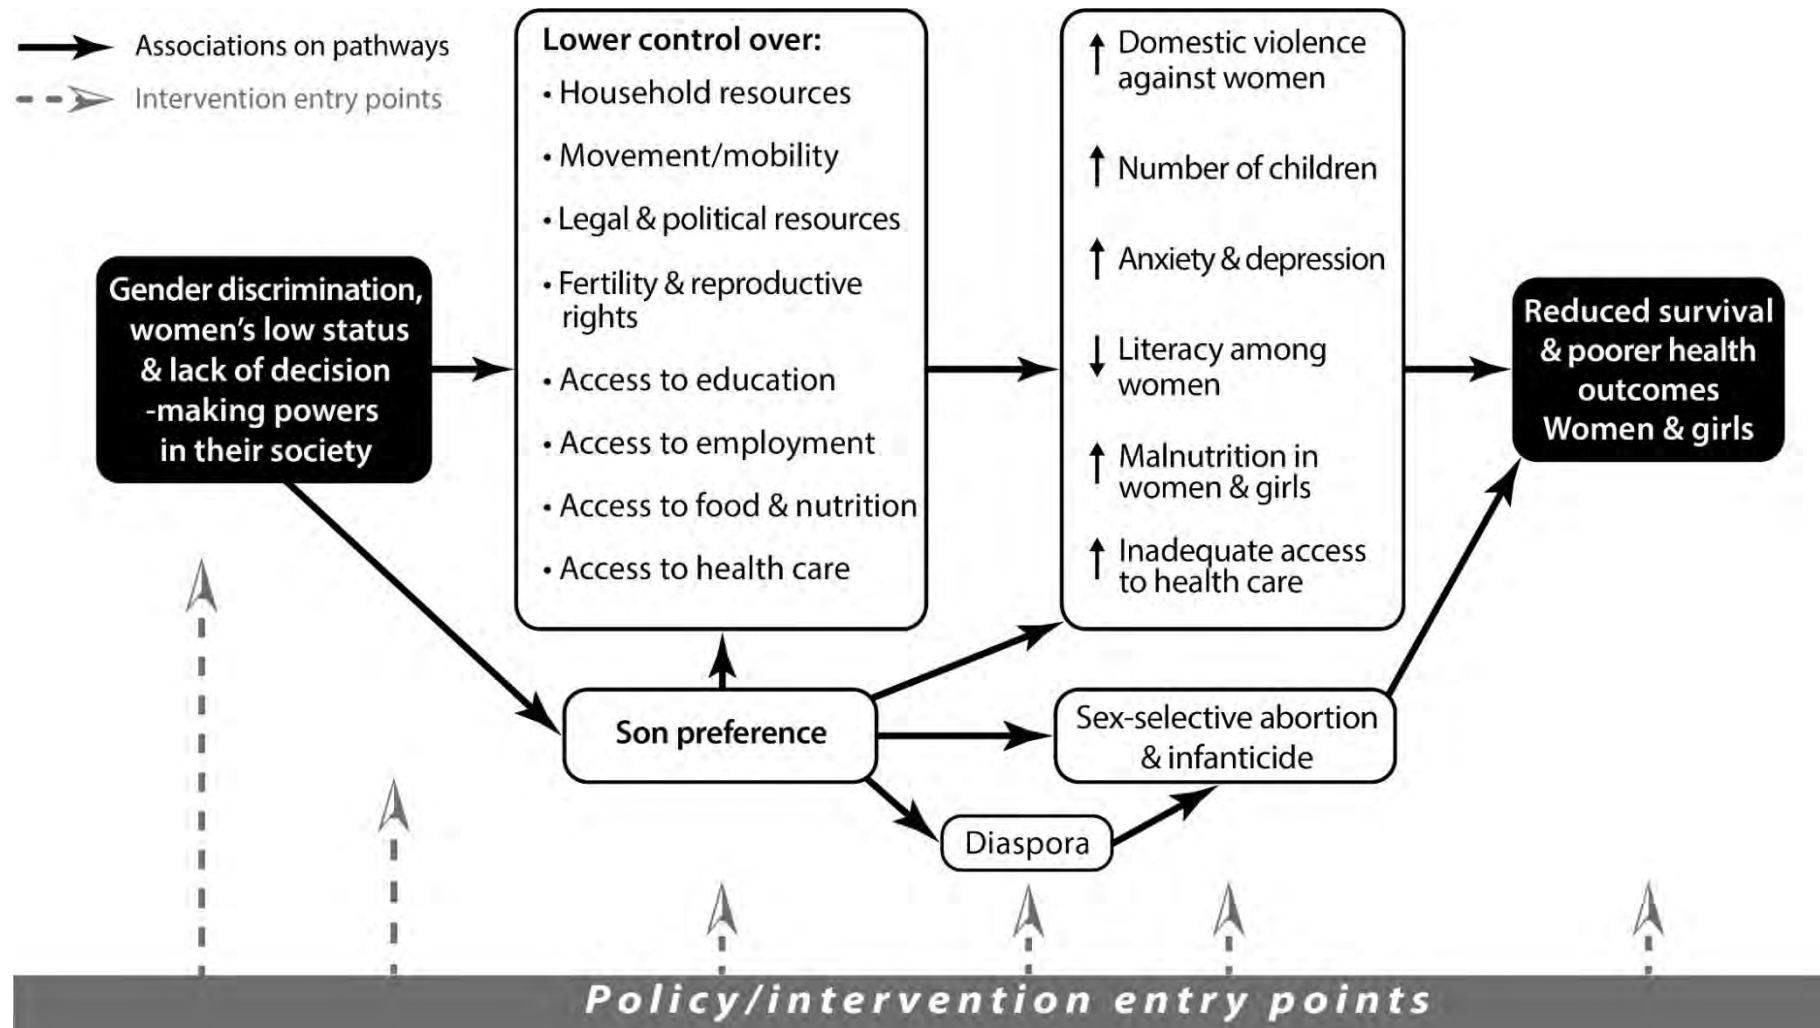 Associations on pathways
Intervention entry points
Gender discrimination,
women's low status
& lack of decision
-making powers
in their society
Lower control over:
• Household resources
• Movement/mobility
• Legal & political resources
• Fertility & reproductive
rights
• Access to education
• Access to employment
• Access to food & nutrition
• Access to health care
↑ Domestic violence
against women
↑ Number of children
↑ Anxiety & depression
↓ Literacy among
women
↑ Malnutrition in
women & girls
↑ Inadequate access
to health care
Reduced survival
& poorer health
outcomes
Women & girls
Son preference
Sex-selective abortion
& infanticide
Diaspora
Policy/intervention entry points